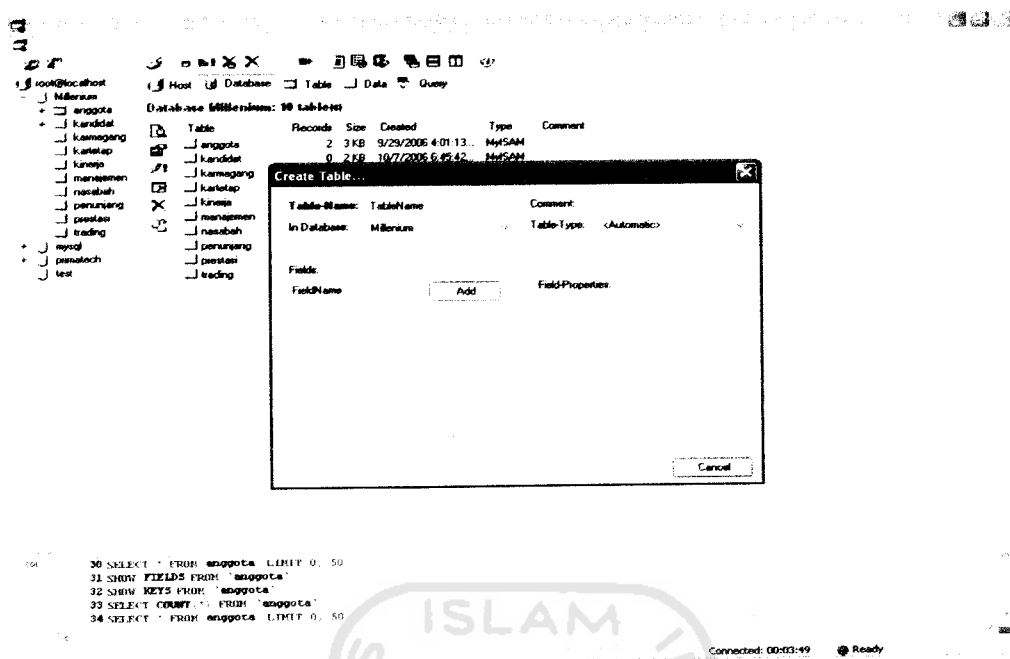 root@localhost
Host Database Table Data Query
Millenium
anggota
kandidat
karmagang
kartetap
kinerja
manajemen
nasabah
penunjang
prestasi
trading
mysql
primatech
test
Database Millenium: 10 table(s)
Table Records Size Created Type Comment
anggota 2 3 KB 9/29/2006 4:01:13... MyISAM
kandidat 0 2 KB 10/7/2006 6:45:42... MyISAM
karmagang
kartetap
kinerja
manajemen
nasabah
penunjang
prestasi
trading
Create Table...
Table-Name: TableName Comment:
In Database: Millenium Table-Type: <Automatic>
Fields:
FieldName Add Field-Properties:
Cancel
30 SELECT * FROM anggota LIMIT 0, 50
31 SHOW FIELDS FROM `anggota`
32 SHOW KEYS FROM `anggota`
33 SELECT COUNT(*) FROM `anggota`
34 SELECT * FROM anggota LIMIT 0, 50
ISLAM
Connected: 00:03:49 Ready